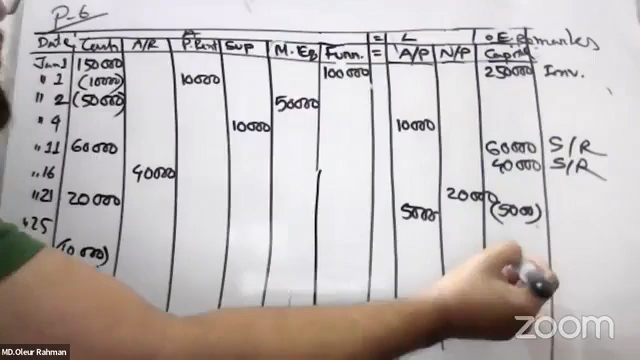 P-6
A = L O.E. Remarks
Date Cash A/R P.Rent Sup M.Eq Furn. = A/P N/P Capital
Jan 1 150000 100000 250000 Inv.
" 1 (10000) 10000
" 2 (50000) 50000
" 4 10000 10000
" 11 60000 60000 S/R
" 16 40000 40000 S/R
" 21 20000 20000
" 25 5000 (5000)
(10000)
zoom
MD.Oleur Rahman